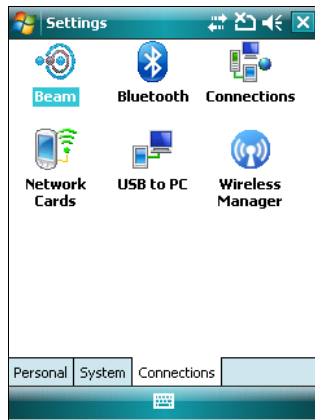 Settings
Beam Bluetooth Connections
Network Cards USB to PC Wireless Manager
Personal System Connections